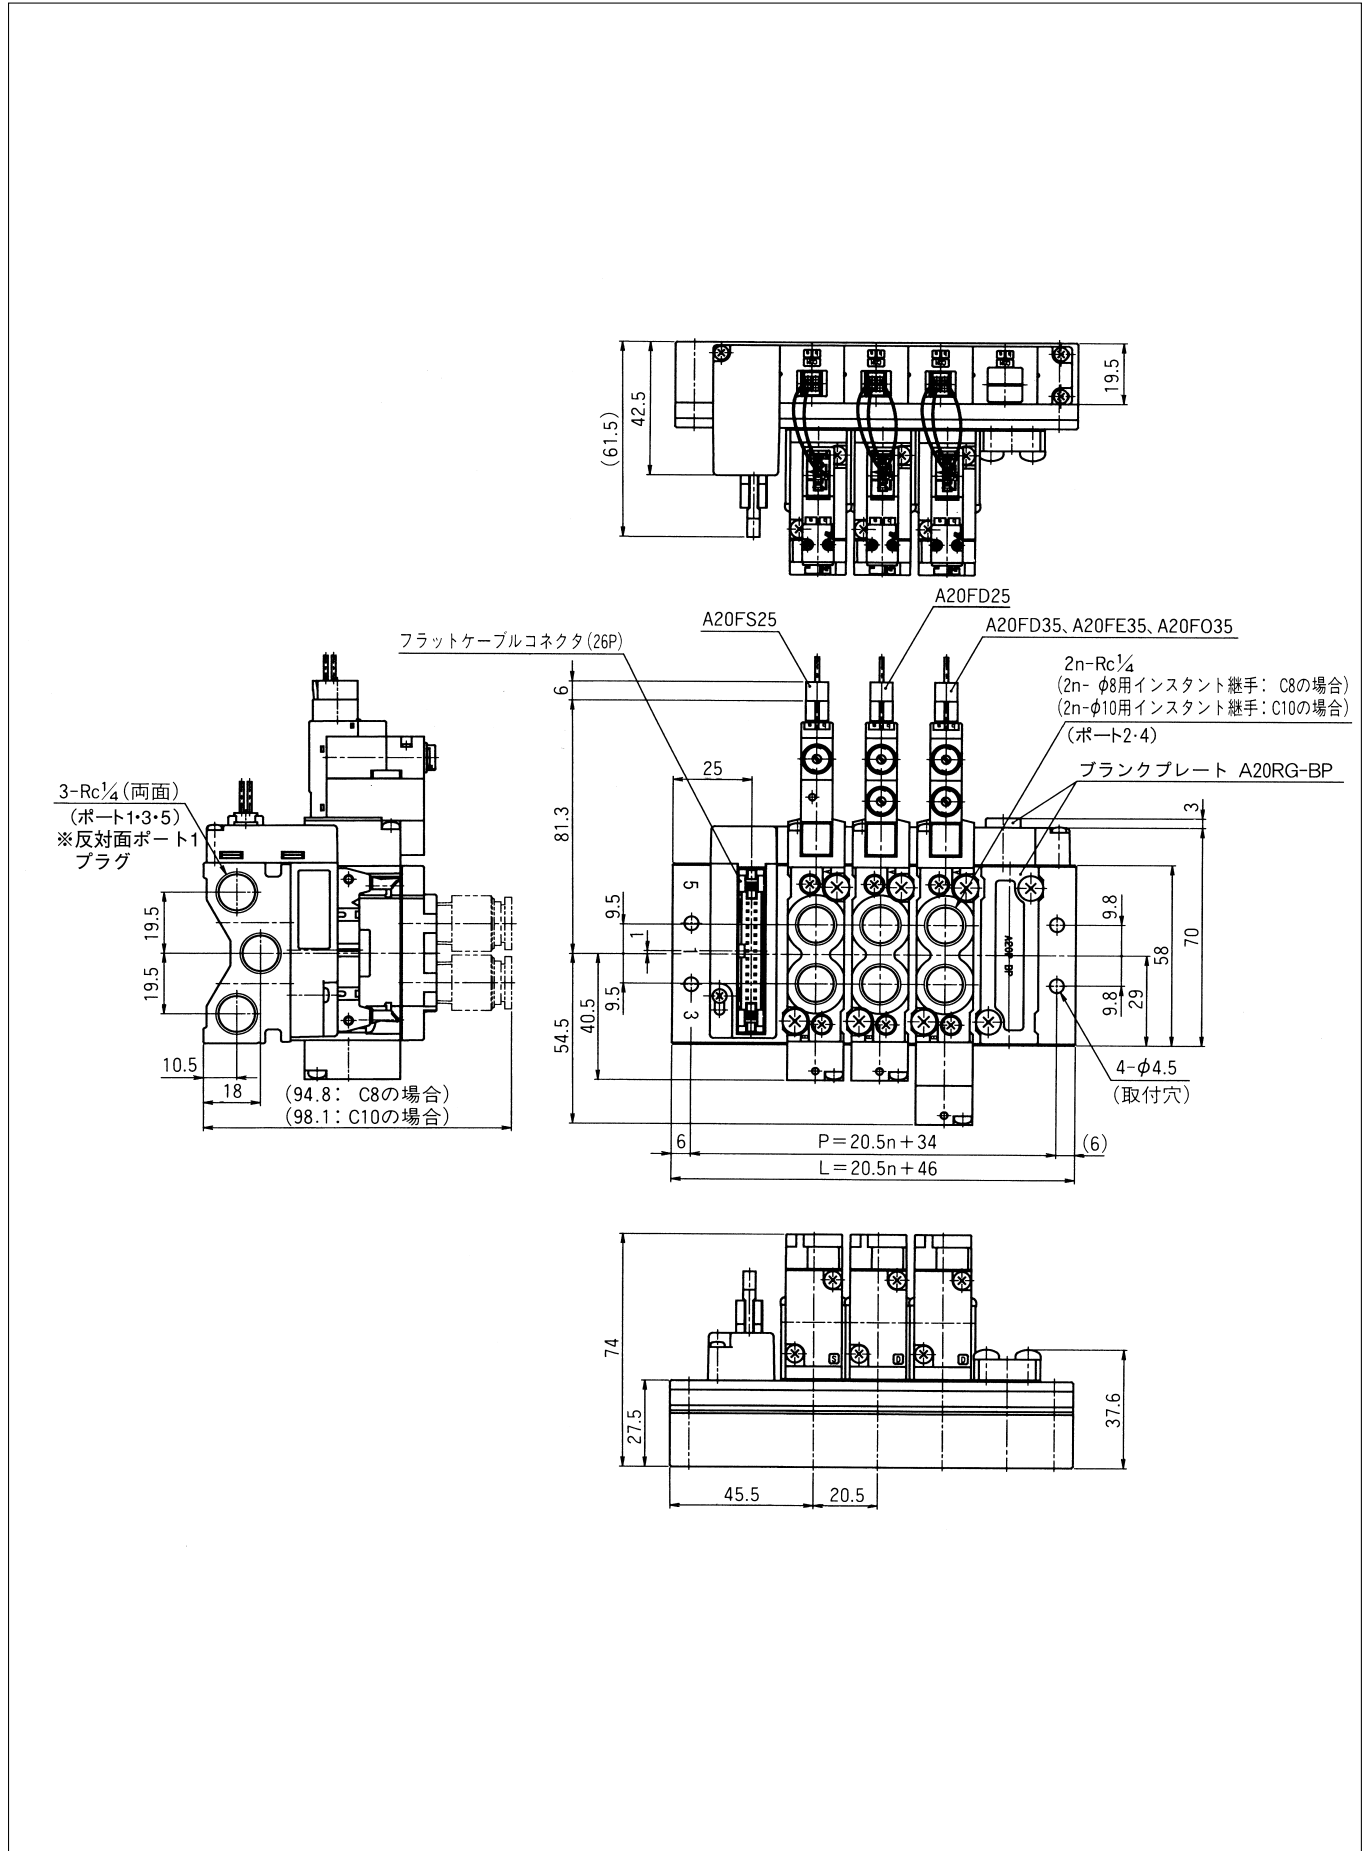 (61.5)
42.5
19.5
A20FD25
A20FS25
A20FD35、A20FE35、A20FO35
フラットケーブルコネクタ(26P)
2n-Rc1/4
(2n- φ8用インスタント継手: C8の場合)
(2n-φ10用インスタント継手:C10の場合)
(ポート2・4)
ブランクプレート A20RG-BP
6
81.3
25
3
3-Rc1/4(両面)
(ポート1・3・5)
※反対面ポート1
プラグ
19.5
19.5
10.5
18
(94.8: C8の場合)
(98.1:C10の場合)
5
1
3
9.5
1
9.5
40.5
54.5
9.8
9.8
29
58
70
4-φ4.5
(取付穴)
6
P=20.5n+34
(6)
L=20.5n+46
74
27.5
S
D
D
37.6
45.5
20.5